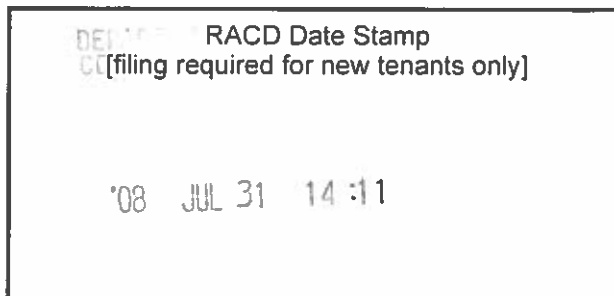 RACD Date Stamp
[filing required for new tenants only]
'08 JUL 31 14:11